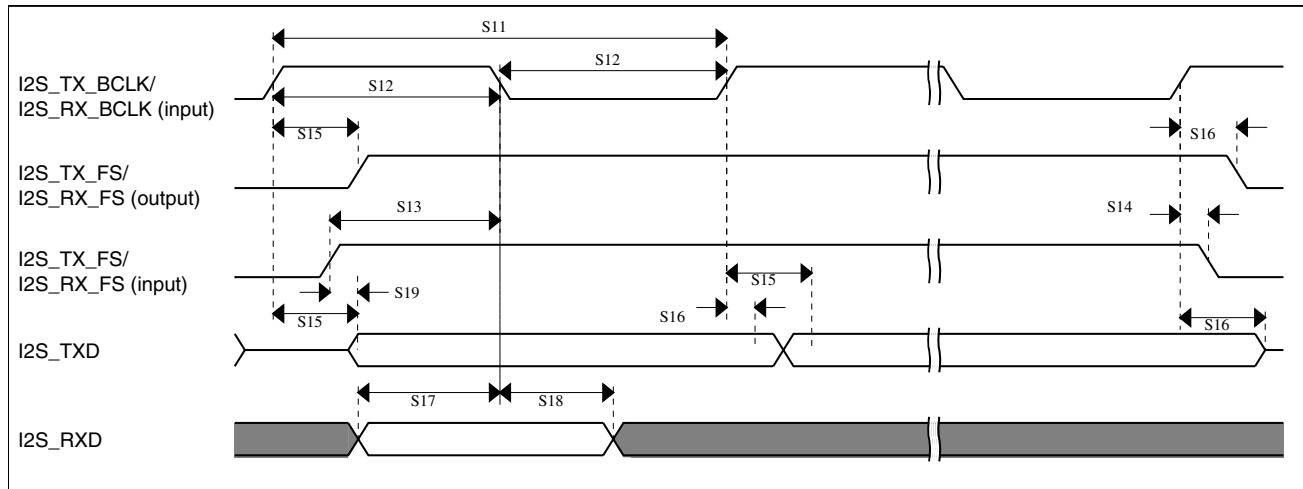 S11
S12
I2S_TX_BCLK/
I2S_RX_BCLK (input)
S12
S15
S16
I2S_TX_FS/
I2S_RX_FS (output)
S13
S14
I2S_TX_FS/
I2S_RX_FS (input)
S15
S19
S15
S16
S16
I2S_TXD
S17
S18
I2S_RXD